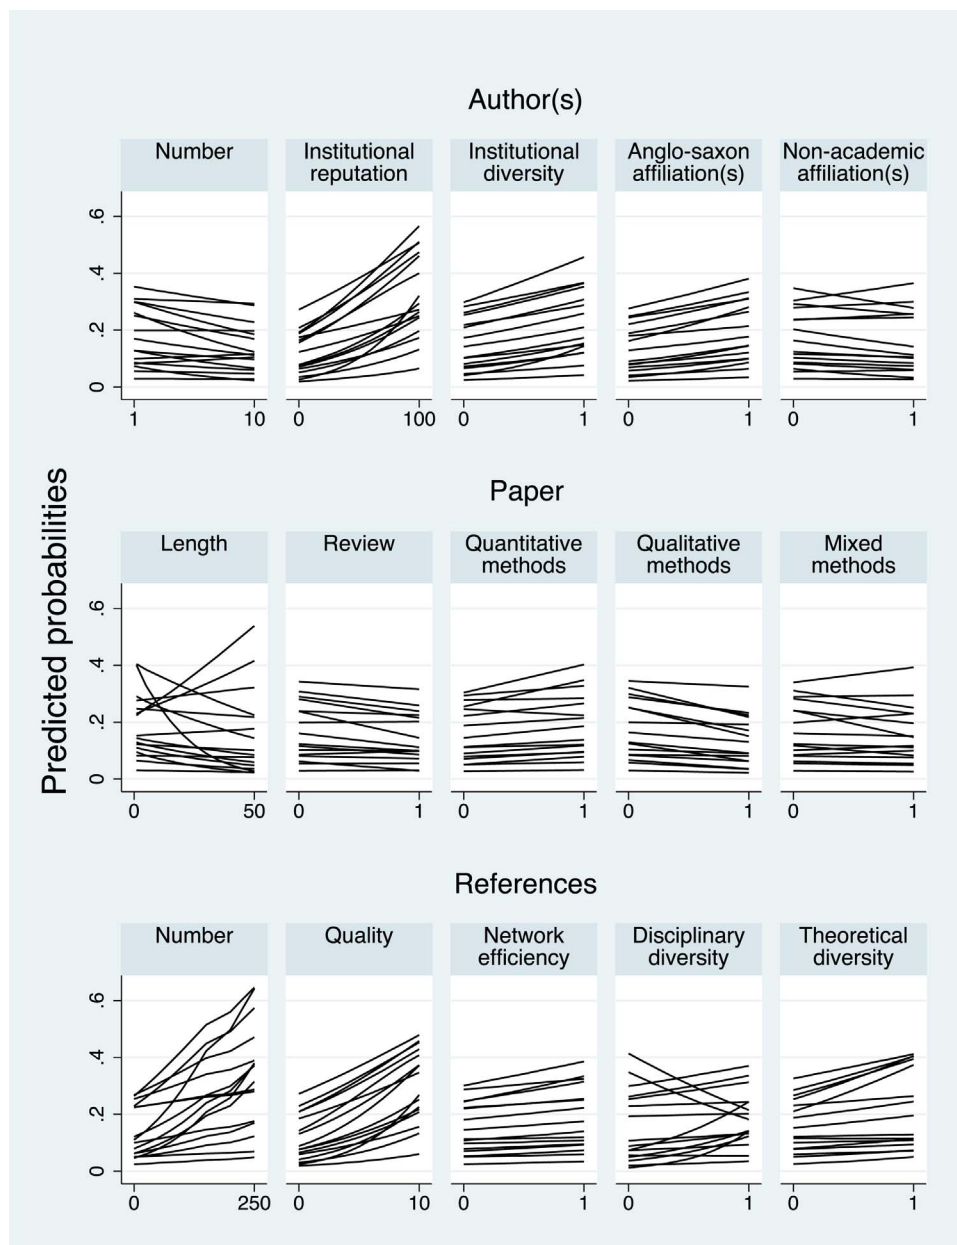 Author(s)
Number
Institutional
reputation
Institutional
diversity
Anglo-saxon
affiliation(s)
Non-academic
affiliation(s)
.6
.4
.2
0
1 10
0 100
0 1
0 1
0 1
Predicted probabilities
Paper
Length
Review
Quantitative
methods
Qualitative
methods
Mixed
methods
.6
.4
.2
0
0 50
0 1
0 1
0 1
0 1
References
Number
Quality
Network
efficiency
Disciplinary
diversity
Theoretical
diversity
.6
.4
.2
0
0 250
0 10
0 1
0 1
0 1